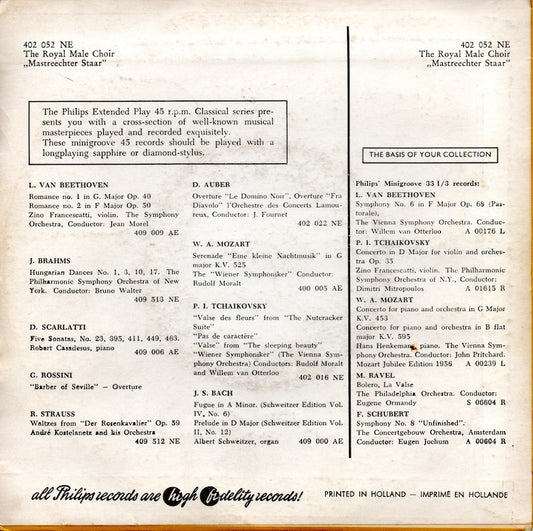 402 052 NE
The Royal Male Choir
„Mastreechter Staar”
The Philips Extended Play 45 r.p.m. Classical series presents you with a cross-section of well-known musical
masterpieces played and recorded exquisitely.
These minigroove 45 records should be played with a
longplaying sapphire or diamond-stylus.
L. VAN BEETHOVEN
Romance no. 1 in G Major Op. 40
Romance no. 2 in F Major Op. 50
Zino Francescatti, violin. The Symphony
Orchestra, Conductor: Jean Morel
409 009 AE
J. BRAHMS
Hungarian Dances No. 1, 3, 10, 17. The
Philharmonic Symphony Orchestra of New
York. Conductor: Bruno Walter
409 513 NE
D. SCARLATTI
Five Sonatas, No. 23, 395, 411, 449, 463.
Robert Casadesus, piano
409 006 AE
G. ROSSINI
"Barber of Seville" — Overture
R. STRAUSS
Waltzes from "Der Rosenkavalier" Op. 59
André Kostelanetz and his Orchestra
409 512 NE
D. AUBER
Overture "Le Domino Noir", Overture "Fra
Diavolo" l'Orchestre des Concerts Lamoureux, Conductor: J. Fournet
402 022 NE
W. A. MOZART
Serenade "Eine kleine Nachtmusik" in G
major K.V. 525
The "Wiener Symphoniker" Conductor:
Rudolf Moralt
400 005 AE
P. I. TCHAIKOVSKY
"Valse des fleurs" from "The Nutcracker
Suite"
"Pas de caractère"
"Valse" from "The sleeping beauty"
"Wiener Symphoniker" (The Vienna Symphony Orchestra) Conductors: Rudolf Moralt
and Willem van Otterloo
402 016 NE
J. S. BACH
Fugue in A Minor. (Schweitzer Edition Vol.
IV, No. 6)
Prelude in D Major (Schweitzer Edition Vol.
II, No. 12)
Albert Schweitzer, organ
409 000 AE
402 052 NE
The Royal Male Choir
„Mastreechter Staar”
THE BASIS OF YOUR COLLECTION
Philips' Minigroove 33 1/3 records:
L. VAN BEETHOVEN
Symphony No. 6 in F Major Op. 68 (Pastorale),
The Vienna Symphony Orchestra. Conductor: Willem van Otterloo
A 00176 L
P. I. TCHAIKOVSKY
Concerto in D Major for violin and orchestra Op. 35
Zino Francescatti, violin. The Philharmonic
Symphony Orchestra of N.Y., Conductor:
Dimitri Mitropoulos
A 01615 R
W. A. MOZART
Concerto for piano and orchestra in G Major
K.V. 453
Concerto for piano and orchestra in B flat
major K.V. 595
Hans Henkemans, piano. The Vienna Symphony Orchestra. Conductor: John Pritchard.
Mozart Jubilee Edition 1956
A 00239 L
M. RAVEL
Bolero, La Valse
The Philadelphia Orchestra. Conductor:
Eugene Ormandy
S 06604 R
F. SCHUBERT
Symphony No. 8 "Unfinished".
The Concertgebouw Orchestra, Amsterdam
Conductor: Eugen Jochum
A 00604 R
all Philips records are high fidelity records!
PRINTED IN HOLLAND — IMPRIMÉ EN HOLLANDE